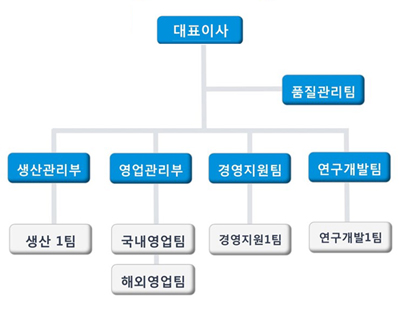 대표이사
품질관리팀
생산관리부
영업관리부
경영지원팀
연구개발팀
생산 1팀
국내영업팀
경영지원1팀
연구개발1팀
해외영업팀